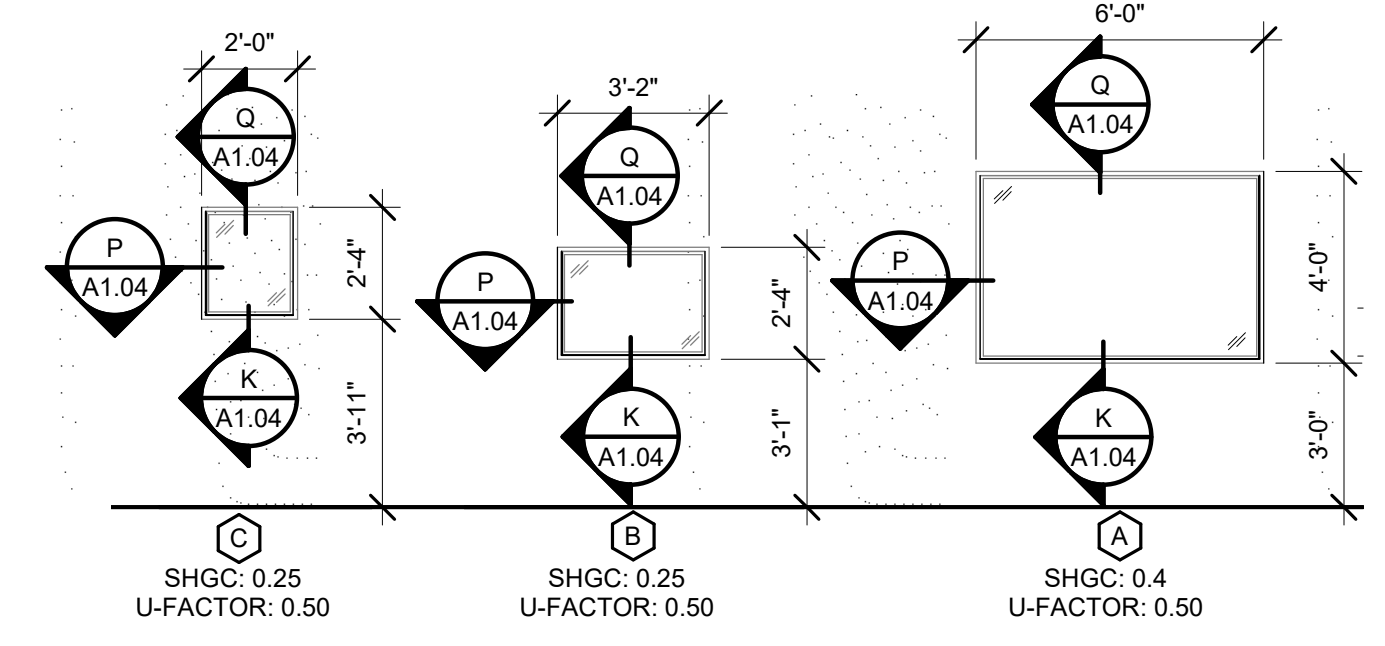 2'-0"
Q
A1.04
P
A1.04
2'-4"
K
A1.04
3'-11"
C
SHGC: 0.25
U-FACTOR: 0.50
3'-2"
Q
A1.04
P
A1.04
2'-4"
K
A1.04
3'-1"
B
SHGC: 0.25
U-FACTOR: 0.50
6'-0"
Q
A1.04
P
A1.04
4'-0"
K
A1.04
3'-0"
A
SHGC: 0.4
U-FACTOR: 0.50